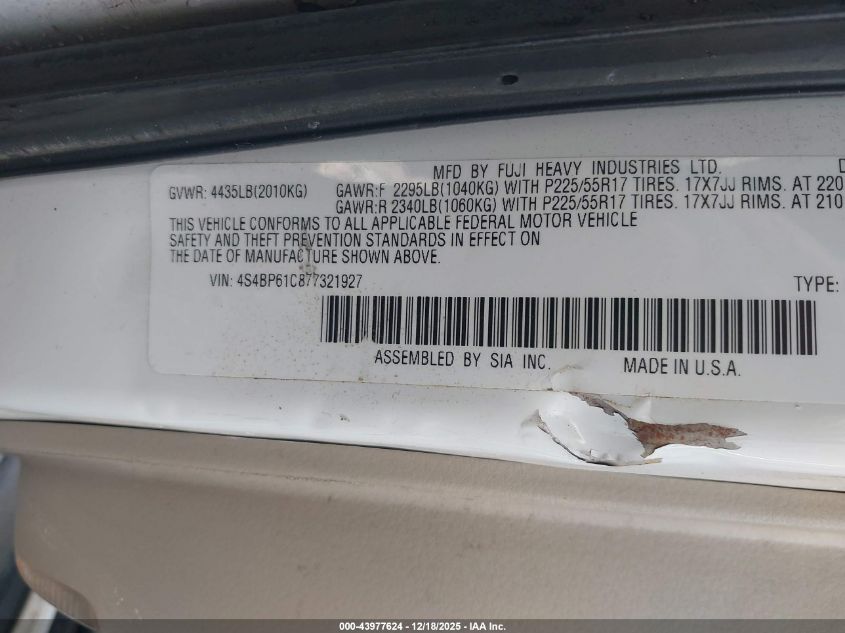 MFD BY FUJI HEAVY INDUSTRIES LTD.
GVWR: 4435LB(2010KG) GAWR:F 2295LB(1040KG) WITH P225/55R17 TIRES. 17X7JJ RIMS. AT 220
GAWR:R 2340LB(1060KG) WITH P225/55R17 TIRES. 17X7JJ RIMS. AT 210
THIS VEHICLE CONFORMS TO ALL APPLICABLE FEDERAL MOTOR VEHICLE
SAFETY AND THEFT PREVENTION STANDARDS IN EFFECT ON
THE DATE OF MANUFACTURE SHOWN ABOVE.
VIN: 4S4BP61C877321927 TYPE:
ASSEMBLED BY SIA INC. MADE IN U.S.A.
000-43977624 | 12/18/2025 - IAA Inc.